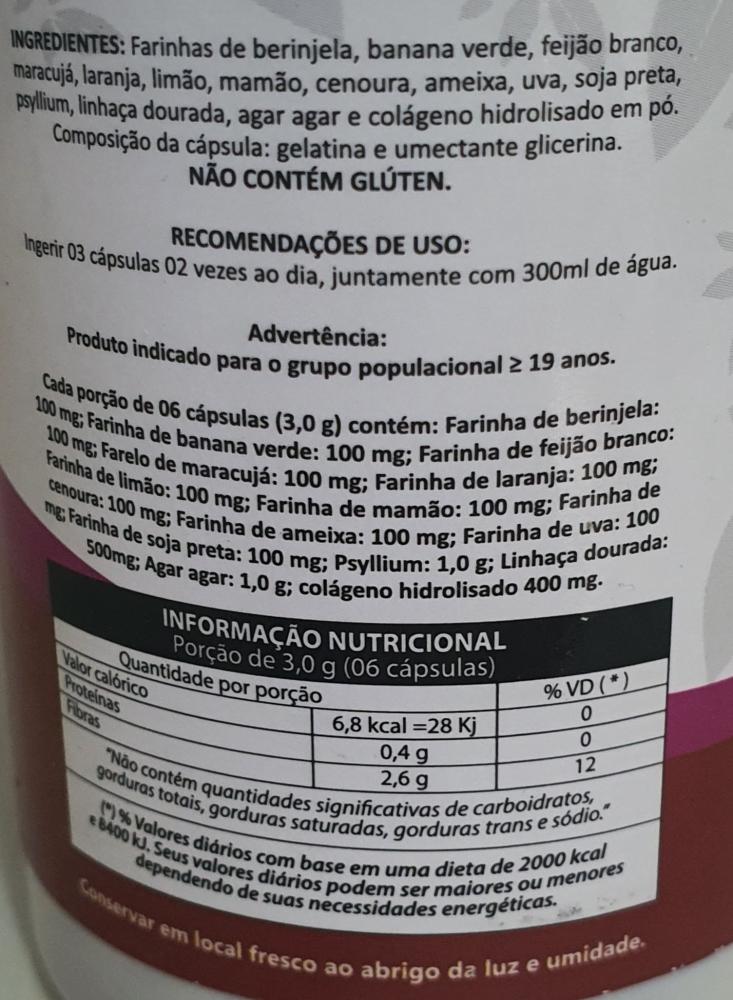 INGREDIENTES: Farinhas de berinjela, banana verde, feijão branco,
maracujá, laranja, limão, mamão, cenoura, ameixa, uva, soja preta,
psyllium, linhaça dourada, agar agar e colágeno hidrolisado em pó.
Composição da cápsula: gelatina e umectante glicerina.
NÃO CONTÉM GLÚTEN.
RECOMENDAÇÕES DE USO:
Ingerir 03 cápsulas 02 vezes ao dia, juntamente com 300ml de água.
Advertência:
Produto indicado para o grupo populacional ≥ 19 anos.
Cada porção de 06 cápsulas (3,0 g) contém: Farinha de berinjela:
100 mg; Farinha de banana verde: 100 mg; Farinha de feijão branco:
100 mg; Farelo de maracujá: 100 mg; Farinha de laranja: 100 mg;
Farinha de limão: 100 mg; Farinha de mamão: 100 mg; Farinha de
cenoura: 100 mg; Farinha de ameixa: 100 mg; Farinha de uva: 100
mg; Farinha de soja preta: 100 mg; Psyllium: 1,0 g; Linhaça dourada:
500mg; Agar agar: 1,0 g; colágeno hidrolisado 400 mg.
INFORMAÇÃO NUTRICIONAL
Porção de 3,0 g (06 cápsulas)
Quantidade por porção % VD (*)
Valor calórico 6,8 kcal =28 Kj 0
Proteínas 0,4 g 0
Fibras 2,6 g 12
"Não contém quantidades significativas de carboidratos,
gorduras totais, gorduras saturadas, gorduras trans e sódio."
(*) % Valores diários com base em uma dieta de 2000 kcal
e 8400 kJ. Seus valores diários podem ser maiores ou menores
dependendo de suas necessidades energéticas.
Conservar em local fresco ao abrigo da luz e umidade.